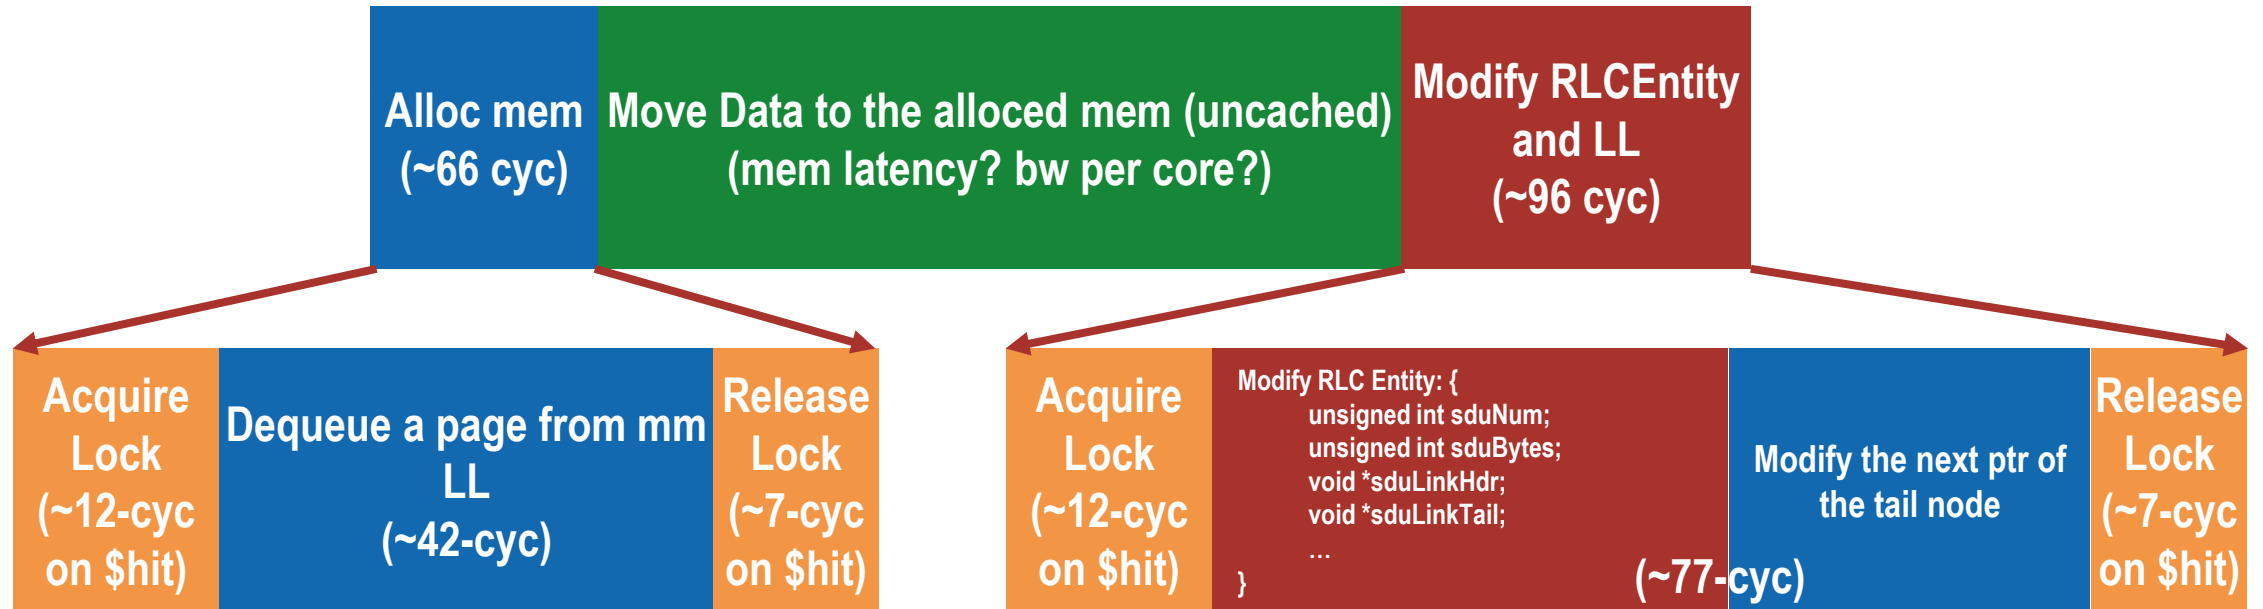 Alloc mem
(~66 cyc)
Move Data to the alloced mem (uncached)
(mem latency? bw per core?)
Modify RLCEntity
and LL
(~96 cyc)
Acquire
Lock
(~12-cyc
on $hit)
Dequeue a page from mm
LL
(~42-cyc)
Release
Lock
(~7-cyc
on $hit)
Acquire
Lock
(~12-cyc
on $hit)
Modify RLC Entity: {
unsigned int sduNum;
unsigned int sduBytes;
void *sduLinkHdr;
void *sduLinkTail;
…
}
(~77-cyc)
Modify the next ptr of
the tail node
Release
Lock
(~7-cyc
on $hit)